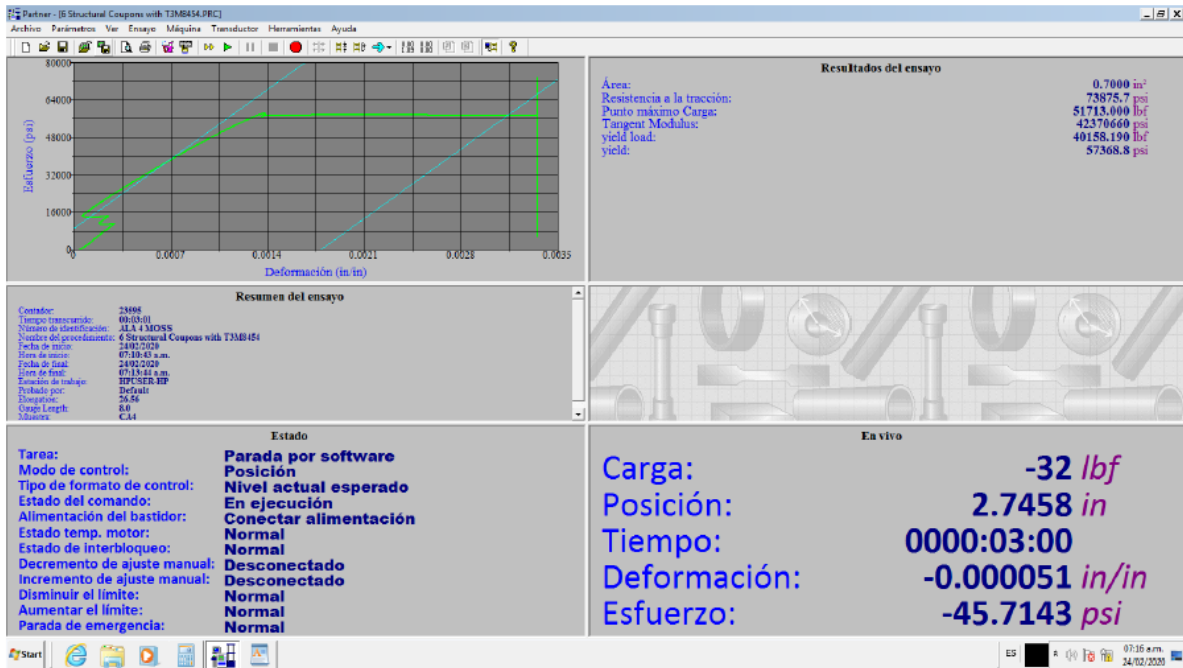 Partner - [6 Structural Coupons with T3M8454.PRC]
Archivo Parámetros Ver Ensayo Máquina Transductor Herramientas Ayuda
80000
64000
48000
32000
16000
0
Esfuerzo (psi)
0 0.0007 0.0014 0.0021 0.0028 0.0035
Deformación (in/in)
Resultados del ensayo
Área: 0.7000 in²
Resistencia a la tracción: 73875.7 psi
Punto máximo Carga: 51713.000 lbf
Tangent Modulus: 42370660 psi
yield load: 40158.190 lbf
yield: 57368.8 psi
Resumen del ensayo
Contador: 23895
Tiempo transcurrido: 00:03:01
Número de identificación: ALA 4 MOSS
Nombre del procedimiento: 6 Structural Coupons with T3M8454
Fecha de inicio: 24/02/2020
Hora de inicio: 07:10:43 a.m.
Fecha de final: 24/02/2020
Hora de final: 07:13:44 a.m.
Estación de trabajo: HPUSER-HP
Probado por: Default
Elongation: 26.56
Gauge Length: 8.0
CA4
Estado
Tarea: Parada por software
Modo de control: Posición
Tipo de formato de control: Nivel actual esperado
Estado del comando: En ejecución
Alimentación del bastidor: Conectar alimentación
Estado temp. motor: Normal
Estado de interbloqueo: Normal
Decremento de ajuste manual: Desconectado
Incremento de ajuste manual: Desconectado
Disminuir el límite: Normal
Aumentar el límite: Normal
Parada de emergencia: Normal
En vivo
Carga: -32 lbf
Posición: 2.7458 in
Tiempo: 0000:03:00
Deformación: -0.000051 in/in
Esfuerzo: -45.7143 psi
Start
ES
07:16 a.m.
24/02/2020